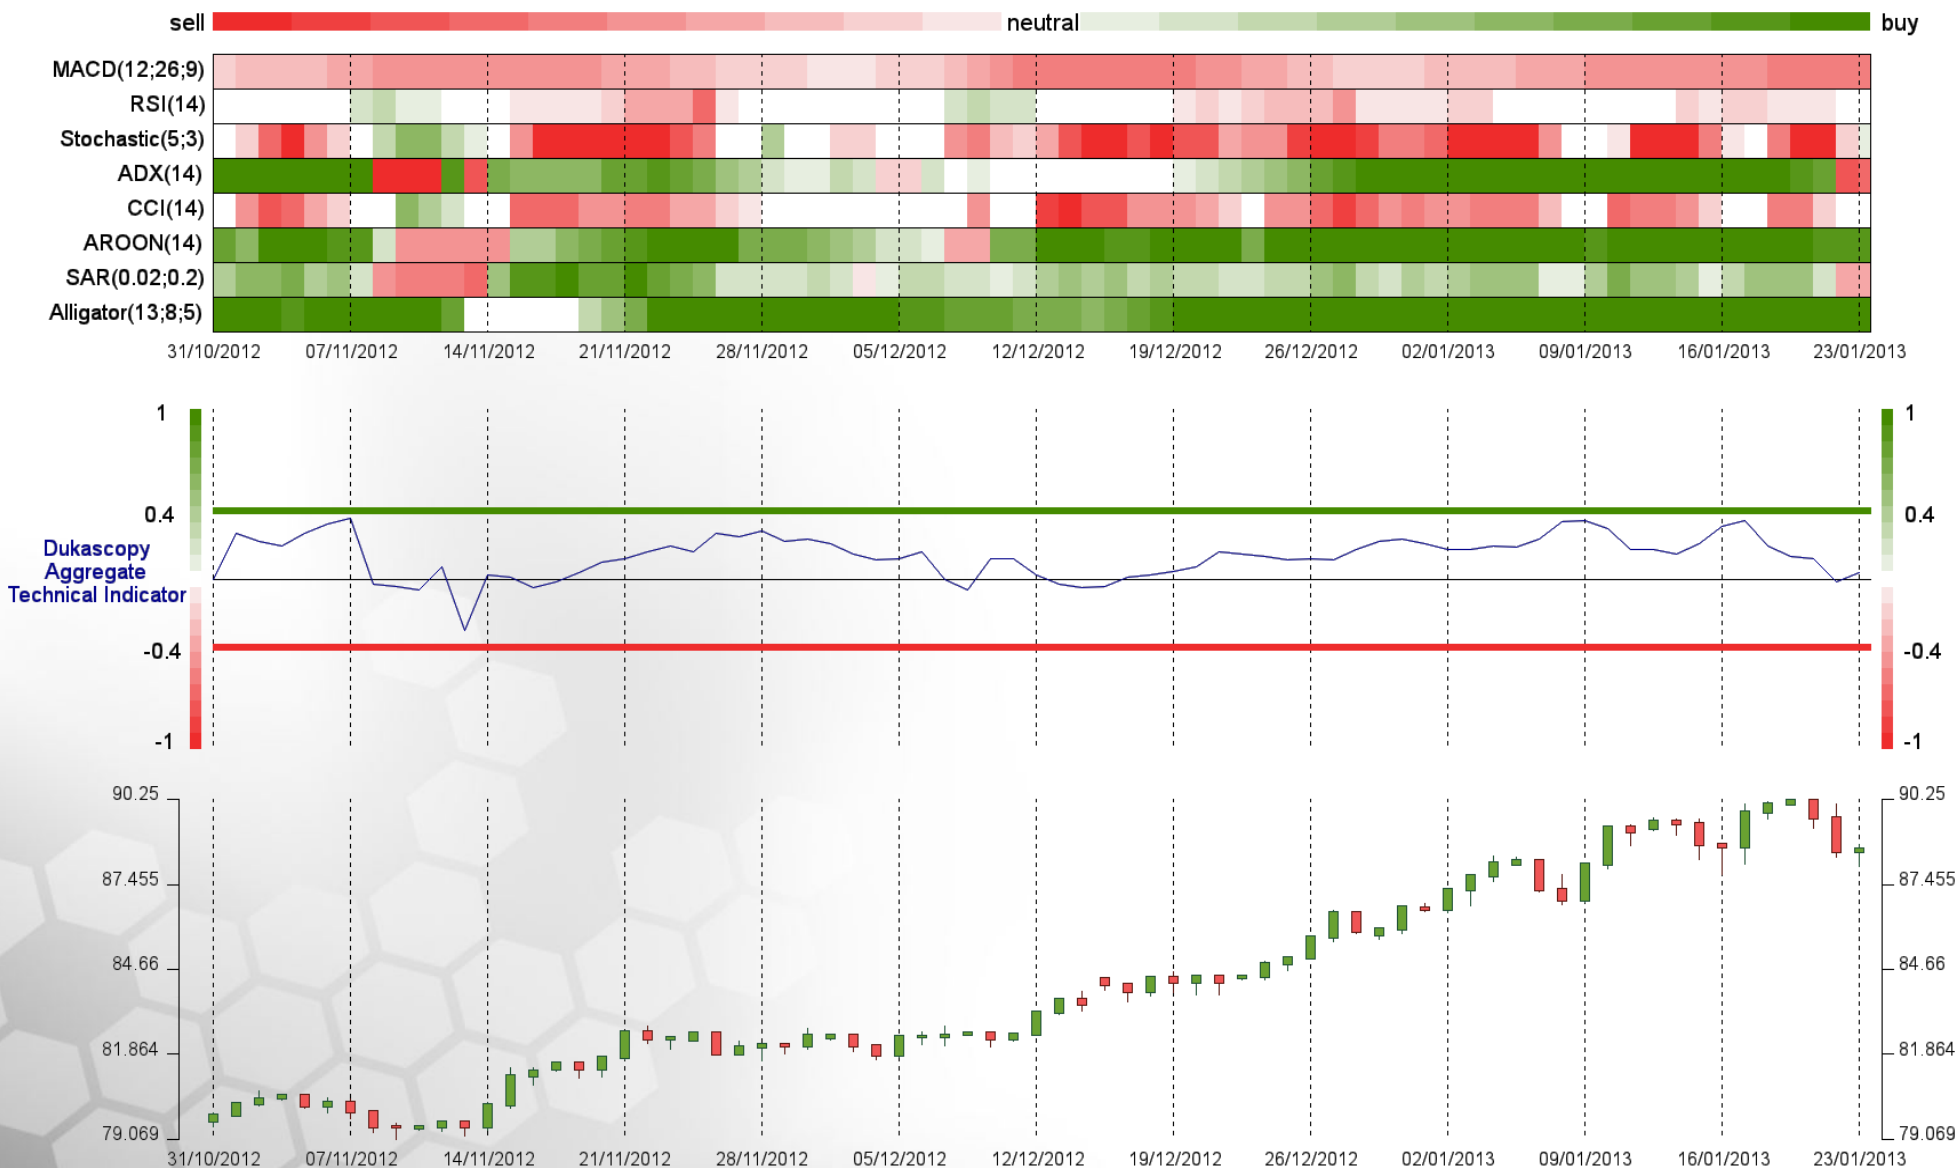 sell neutral buy
MACD(12;26;9)
RSI(14)
Stochastic(5;3)
ADX(14)
CCI(14)
AROON(14)
SAR(0.02;0.2)
Alligator(13;8;5)
31/10/2012 07/11/2012 14/11/2012 21/11/2012 28/11/2012 05/12/2012 12/12/2012 19/12/2012 26/12/2012 02/01/2013 09/01/2013 16/01/2013 23/01/2013
1 1
0.4 0.4
Dukascopy
Aggregate
Technical Indicator
-0.4 -0.4
-1 -1
90.25 90.25
87.455 87.455
84.66 84.66
81.864 81.864
79.069 79.069
31/10/2012 07/11/2012 14/11/2012 21/11/2012 28/11/2012 05/12/2012 12/12/2012 19/12/2012 26/12/2012 02/01/2013 09/01/2013 16/01/2013 23/01/2013